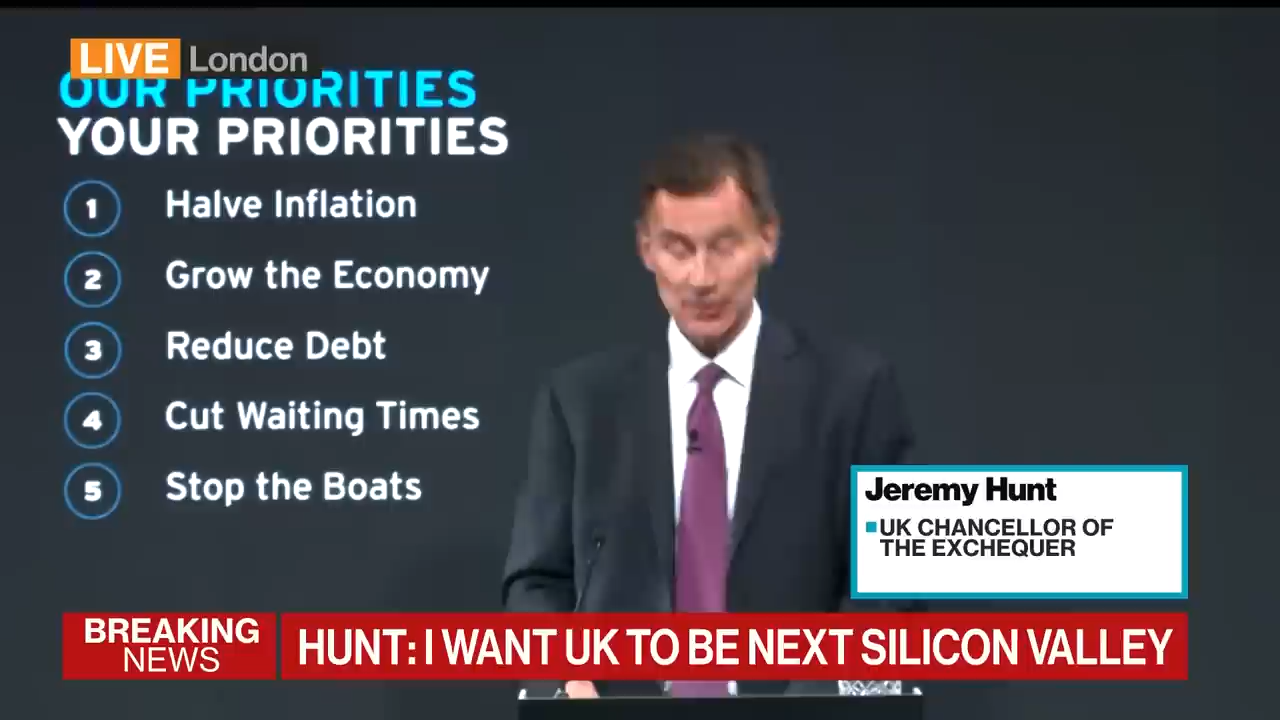 LIVE London
OUR PRIORITIES
YOUR PRIORITIES
1 Halve Inflation
2 Grow the Economy
3 Reduce Debt
4 Cut Waiting Times
5 Stop the Boats
Jeremy Hunt
UK CHANCELLOR OF
THE EXCHEQUER
BREAKING
NEWS
HUNT: I WANT UK TO BE NEXT SILICON VALLEY